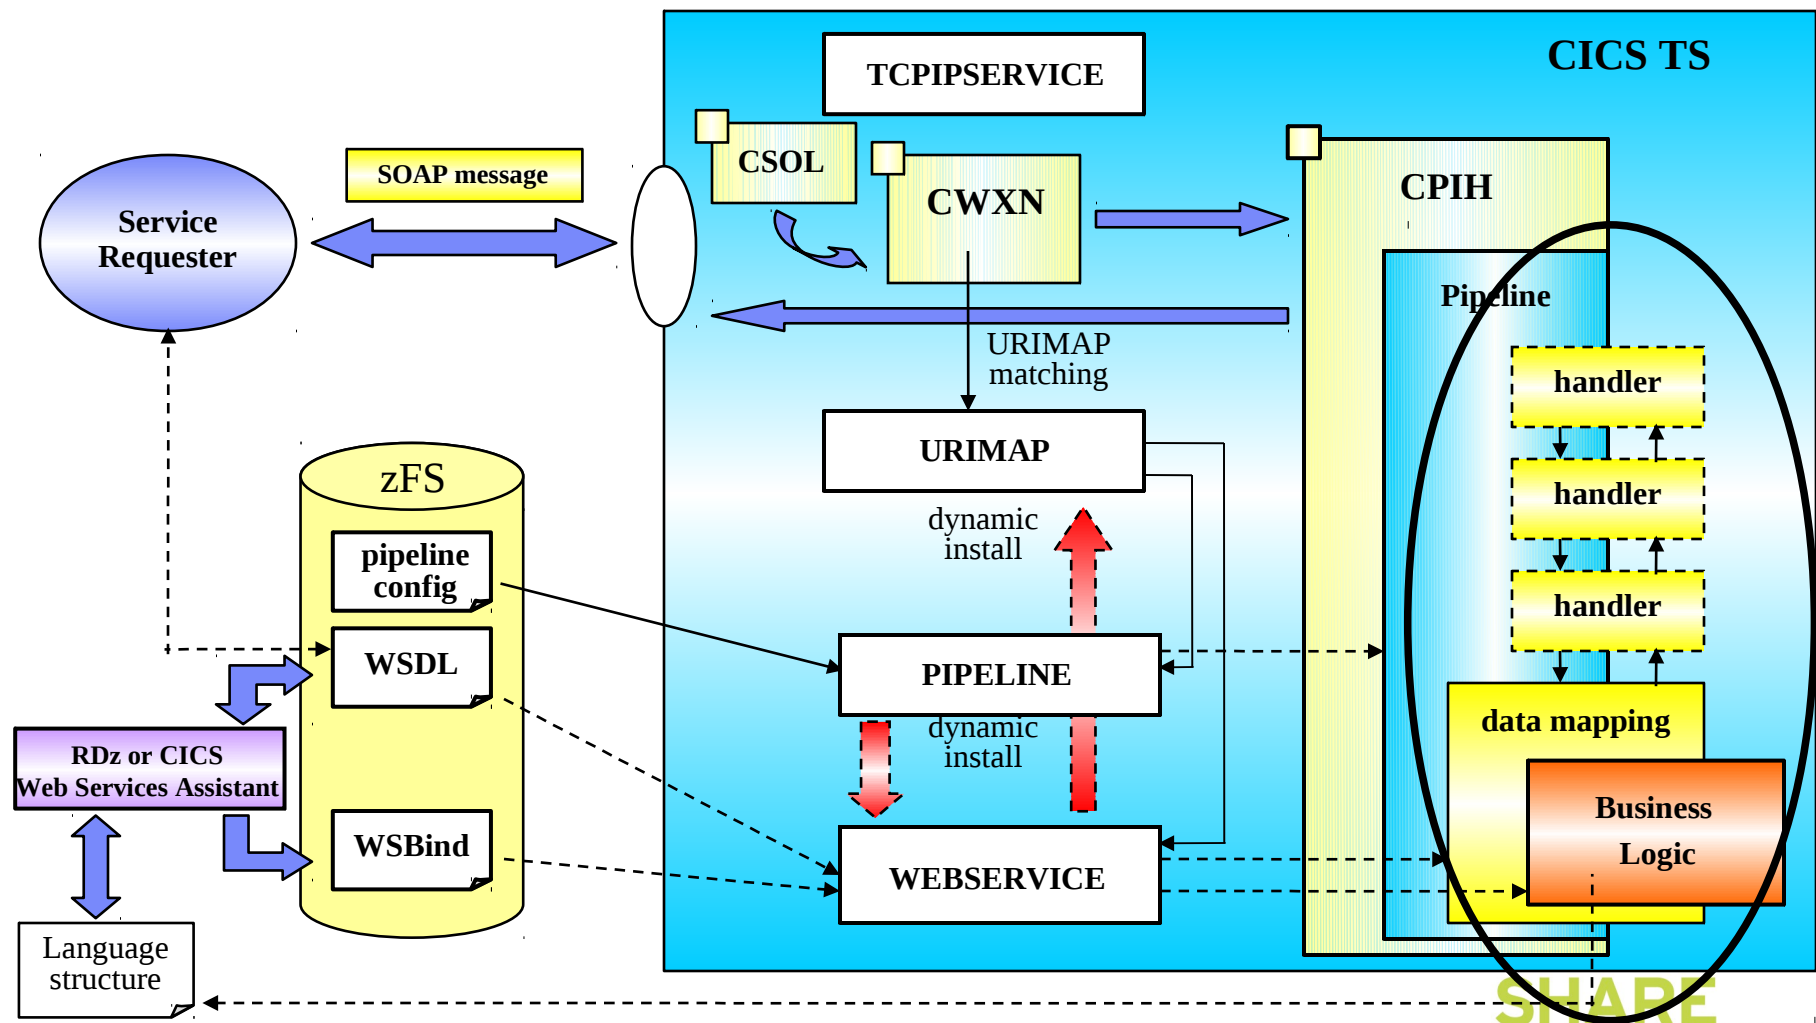 CICS TS
TCPIPSERVICE
CSOL
CWXN
CPIH
SOAP message
Service
Requester
Pipeline
URIMAP
matching
handler
URIMAP
handler
zFS
dynamic
install
pipeline
config
handler
WSDL
PIPELINE
data mapping
dynamic
install
RDz or CICS
Web Services Assistant
Business
Logic
WSBind
WEBSERVICE
Language
structure
SHARE